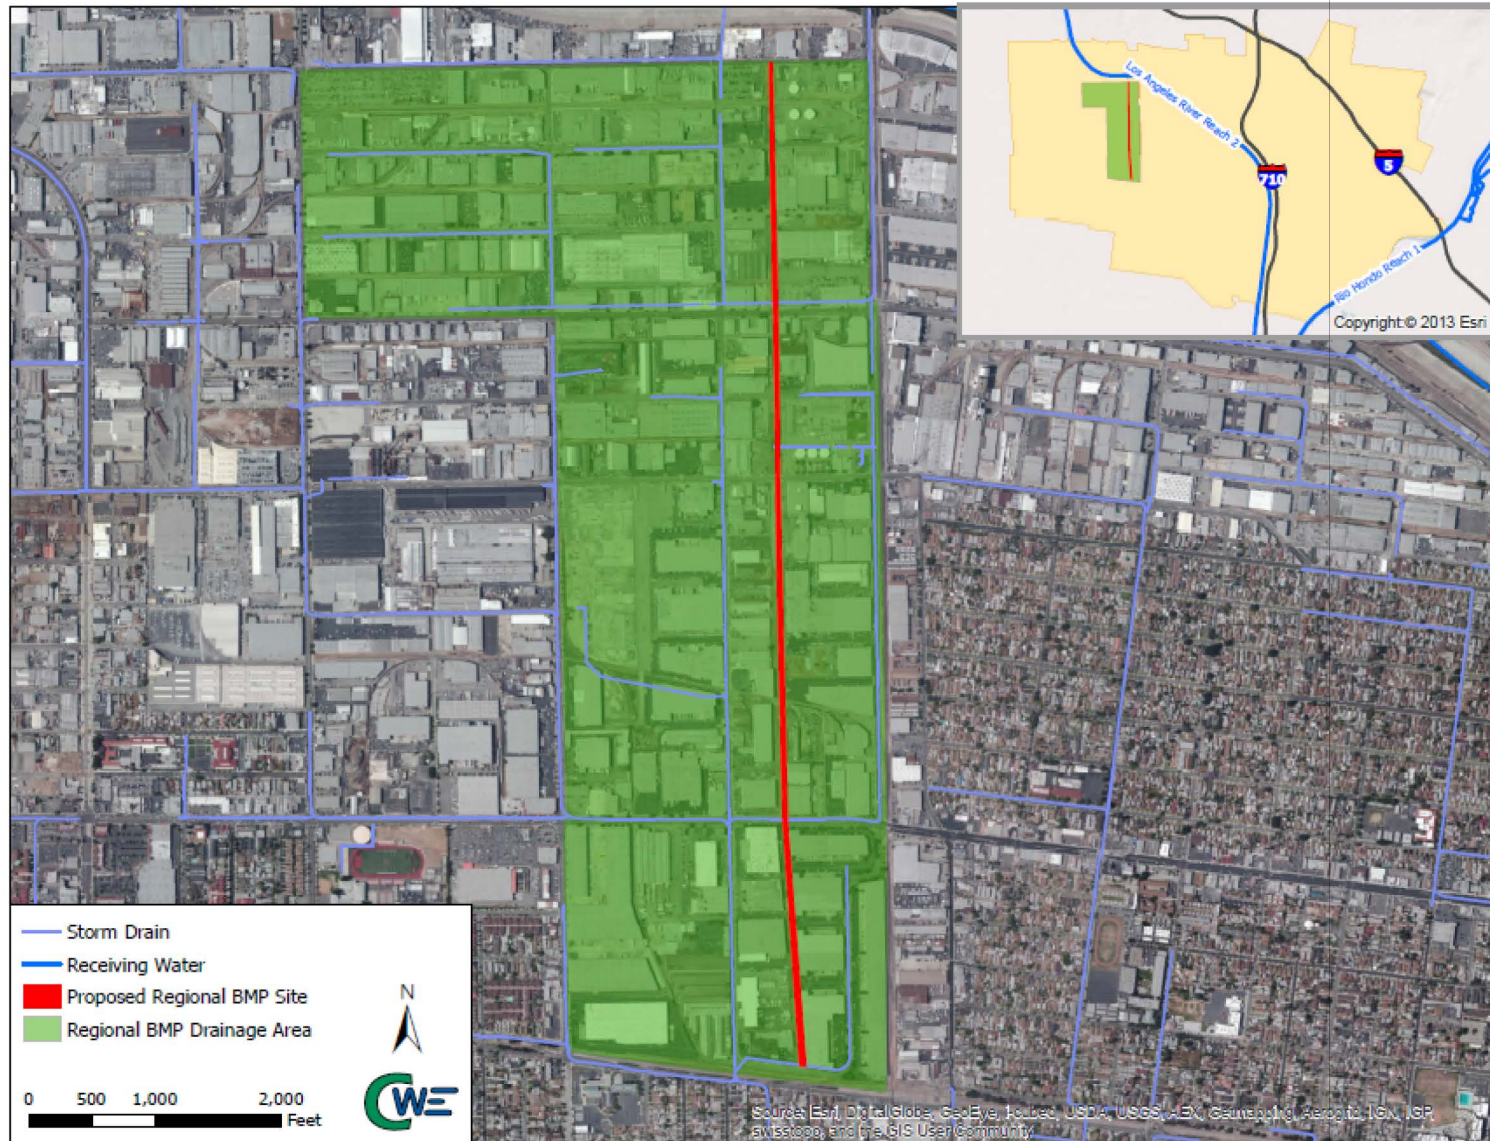 Los Angeles River Reach 2
710
5
Rio Hondo Reach 1
Copyright:© 2013 Esri
Storm Drain
Receiving Water
Proposed Regional BMP Site
Regional BMP Drainage Area
N
0 500 1,000 2,000
Feet
CWE
Source: Esri, DigitalGlobe, GeoEye, i-cubed, USDA, USGS, AEX, Getmapping, Aerogrid, IGN, IGP,
swisstopo, and the GIS User Community